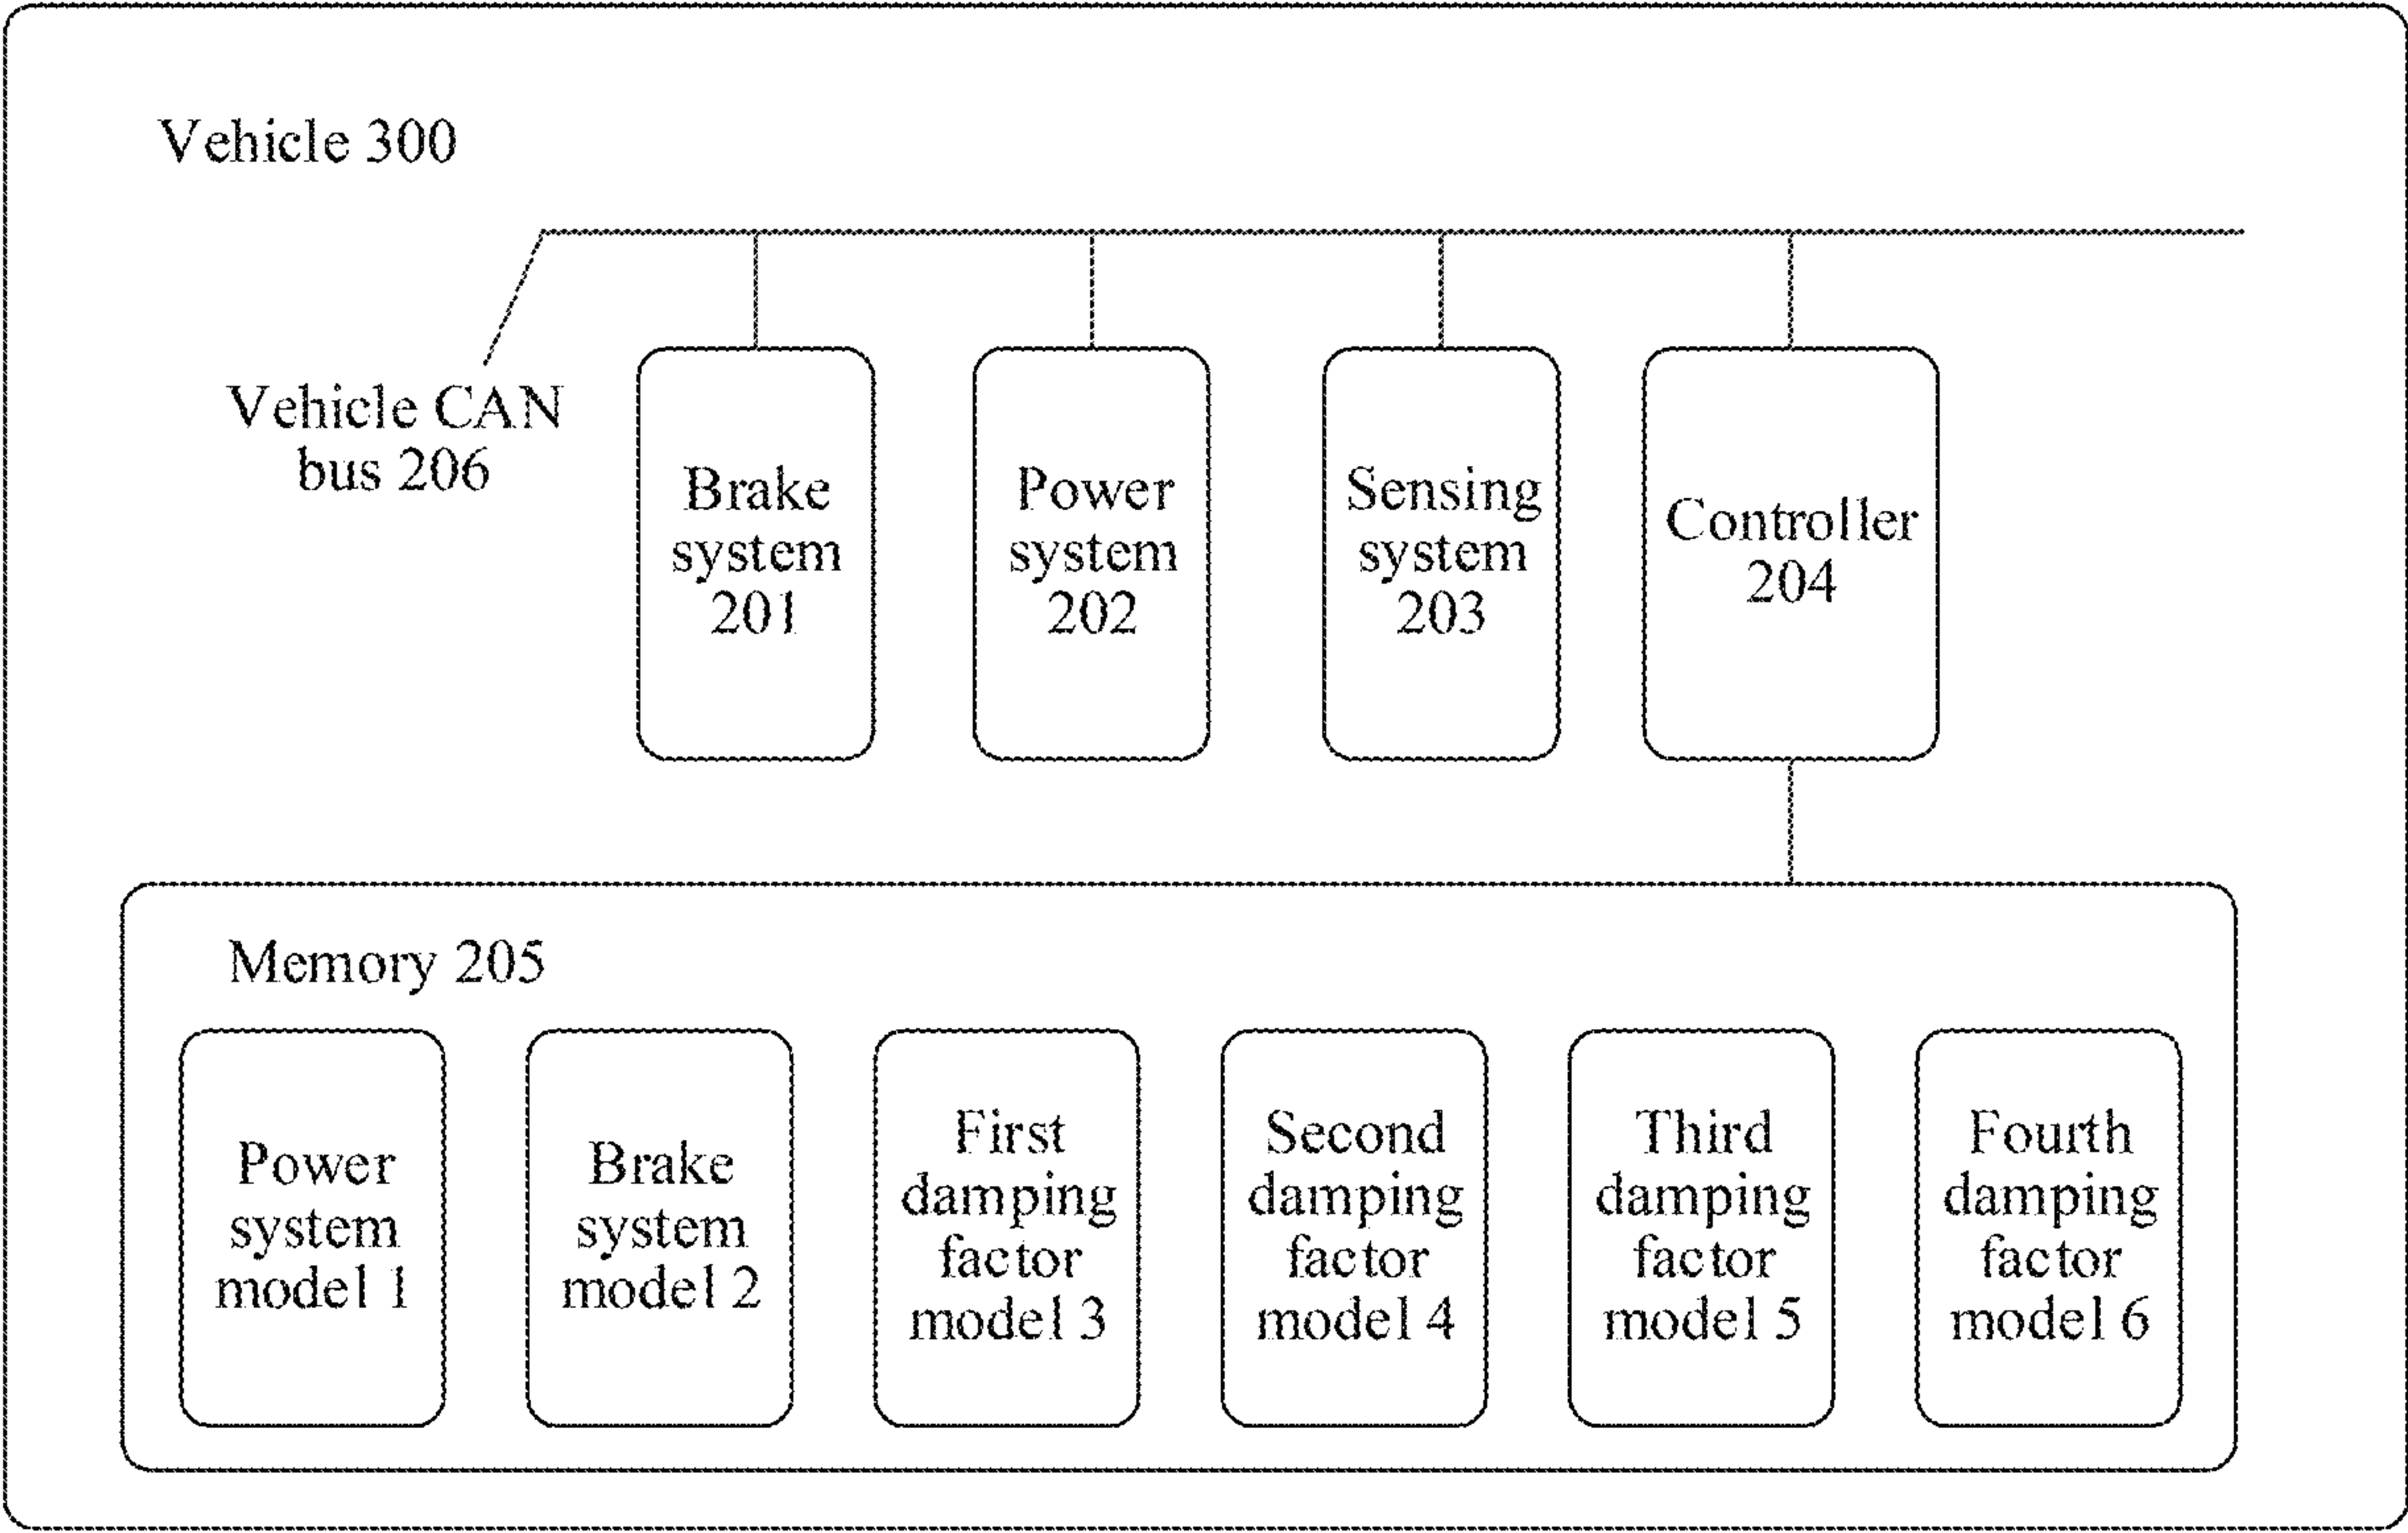 Vehicle 300
Vehicle CAN
bus 206
Brake
system
201
Power
system
202
Sensing
system
203
Controller
204
Memory 205
Power
system
model 1
Brake
system
model 2
First
damping
factor
model 3
Second
damping
factor
model 4
Third
damping
factor
model 5
Fourth
damping
factor
model 6